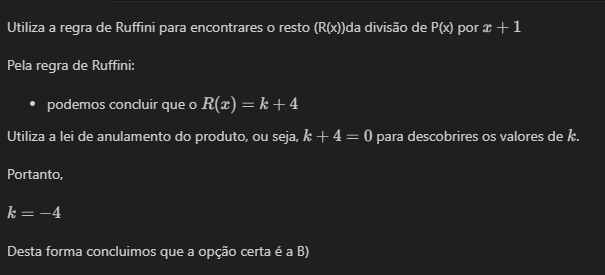 Utiliza a regra de Ruffini para encontrares o resto (R(x))da divisão de P(x) por x + 1
Pela regra de Ruffini:
• podemos concluir que o R(x) = k + 4
Utiliza a lei de anulamento do produto, ou seja, k + 4 = 0 para descobrires os valores de k.
Portanto,
k = −4
Desta forma concluimos que a opção certa é a B)